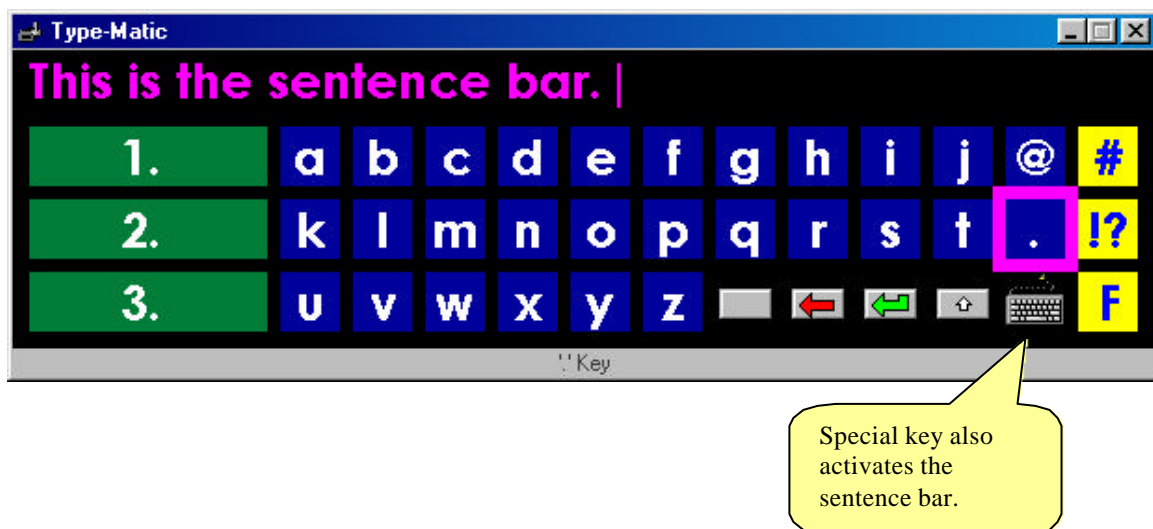 Type-Matic
This is the sentence bar.
1. a b c d e f g h i j @ #
2. k l m n o p q r s t . !?
3. u v w x y z F
'.' Key
Special key also
activates the
sentence bar.